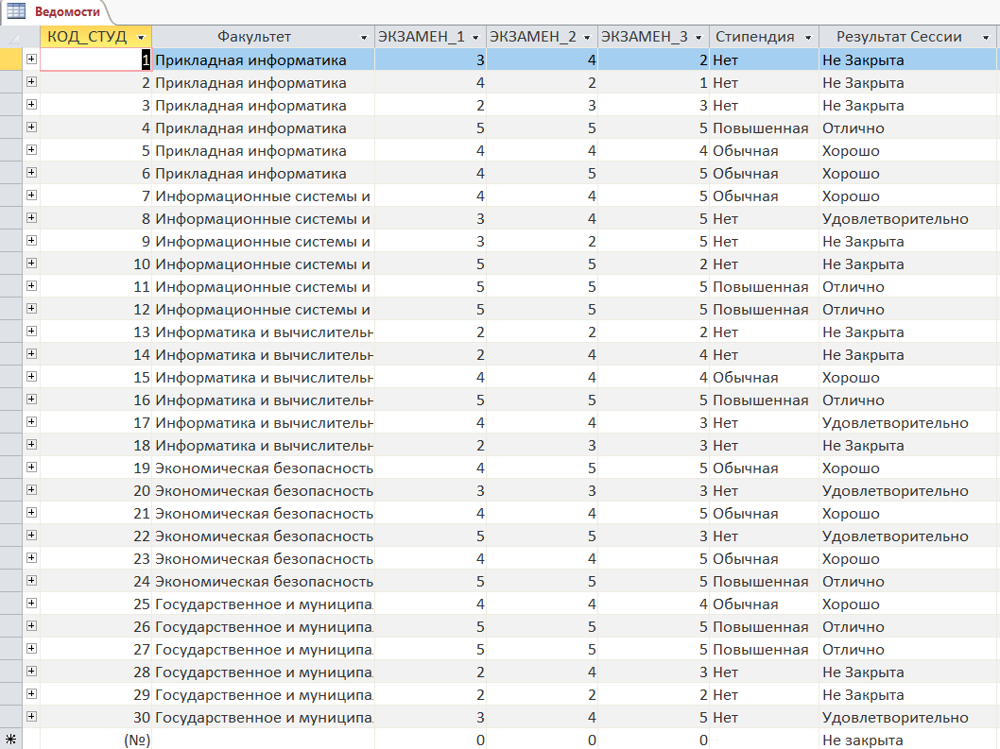 Ведомости
КОД_СТУД Факультет ЭКЗАМЕН_1 ЭКЗАМЕН_2 ЭКЗАМЕН_3 Стипендия Результат Сессии
1 Прикладная информатика 3 4 2 Нет Не Закрыта
2 Прикладная информатика 4 2 1 Нет Не Закрыта
3 Прикладная информатика 2 3 3 Нет Не Закрыта
4 Прикладная информатика 5 5 5 Повышенная Отлично
5 Прикладная информатика 4 4 4 Обычная Хорошо
6 Прикладная информатика 4 5 5 Обычная Хорошо
7 Информационные системы и 4 4 5 Обычная Хорошо
8 Информационные системы и 3 4 5 Нет Удовлетворительно
9 Информационные системы и 3 2 5 Нет Не Закрыта
10 Информационные системы и 5 5 2 Нет Не Закрыта
11 Информационные системы и 5 5 5 Повышенная Отлично
12 Информационные системы и 5 5 5 Повышенная Отлично
13 Информатика и вычислительн 2 2 2 Нет Не Закрыта
14 Информатика и вычислительн 2 4 4 Нет Не Закрыта
15 Информатика и вычислительн 4 4 4 Обычная Хорошо
16 Информатика и вычислительн 5 5 5 Повышенная Отлично
17 Информатика и вычислительн 4 4 3 Нет Удовлетворительно
18 Информатика и вычислительн 2 3 3 Нет Не Закрыта
19 Экономическая безопасность 4 5 5 Обычная Хорошо
20 Экономическая безопасность 3 3 3 Нет Удовлетворительно
21 Экономическая безопасность 4 4 5 Обычная Хорошо
22 Экономическая безопасность 5 5 3 Нет Удовлетворительно
23 Экономическая безопасность 4 4 5 Обычная Хорошо
24 Экономическая безопасность 5 5 5 Повышенная Отлично
25 Государственное и муниципа 4 4 4 Обычная Хорошо
26 Государственное и муниципа 5 5 5 Повышенная Отлично
27 Государственное и муниципа 5 5 5 Повышенная Отлично
28 Государственное и муниципа 2 4 3 Нет Не Закрыта
29 Государственное и муниципа 2 2 2 Нет Не Закрыта
30 Государственное и муниципа 3 4 5 Нет Удовлетворительно
(№) 0 0 0 Не закрыта